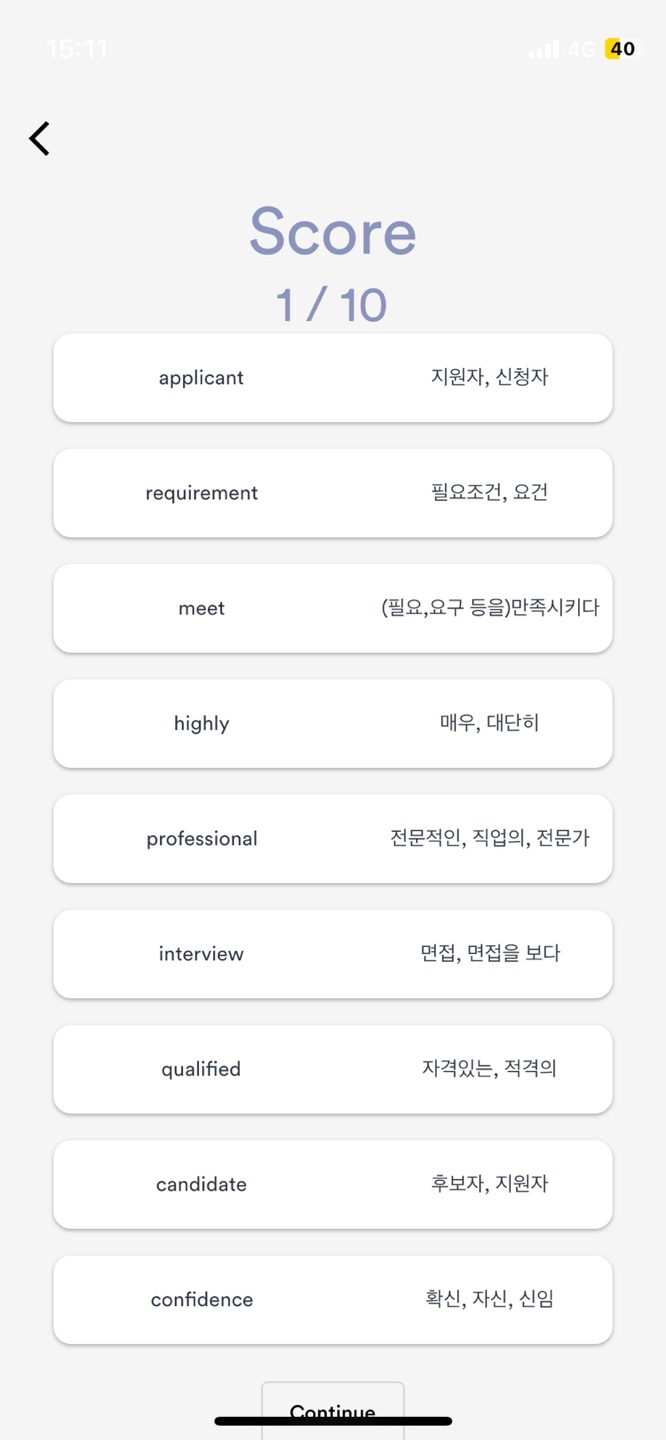 15:11 4G 40
Score
1 / 10
applicant 지원자, 신청자
requirement 필요조건, 요건
meet (필요,요구 등을)만족시키다
highly 매우, 대단히
professional 전문적인, 직업의, 전문가
interview 면접, 면접을 보다
qualified 자격있는, 적격의
candidate 후보자, 지원자
confidence 확신, 자신, 신임
Continue